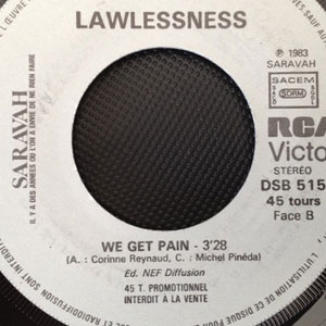 LAWLESSNESS
℗ 1983
SARAVAH
SACEM
SDRM
SARAVAH
IL Y A DES ANNÉES OÙ L'ON A ENVIE DE NE RIEN FAIRE
RCA
Victor
STÉRÉO
DSB 515
45 tours
Face B
WE GET PAIN - 3'28
(A. : Corinne Reynaud, C. : Michel Pinéda)
Ed. NEF Diffusion
45 T. PROMOTIONNEL
INTERDIT À LA VENTE